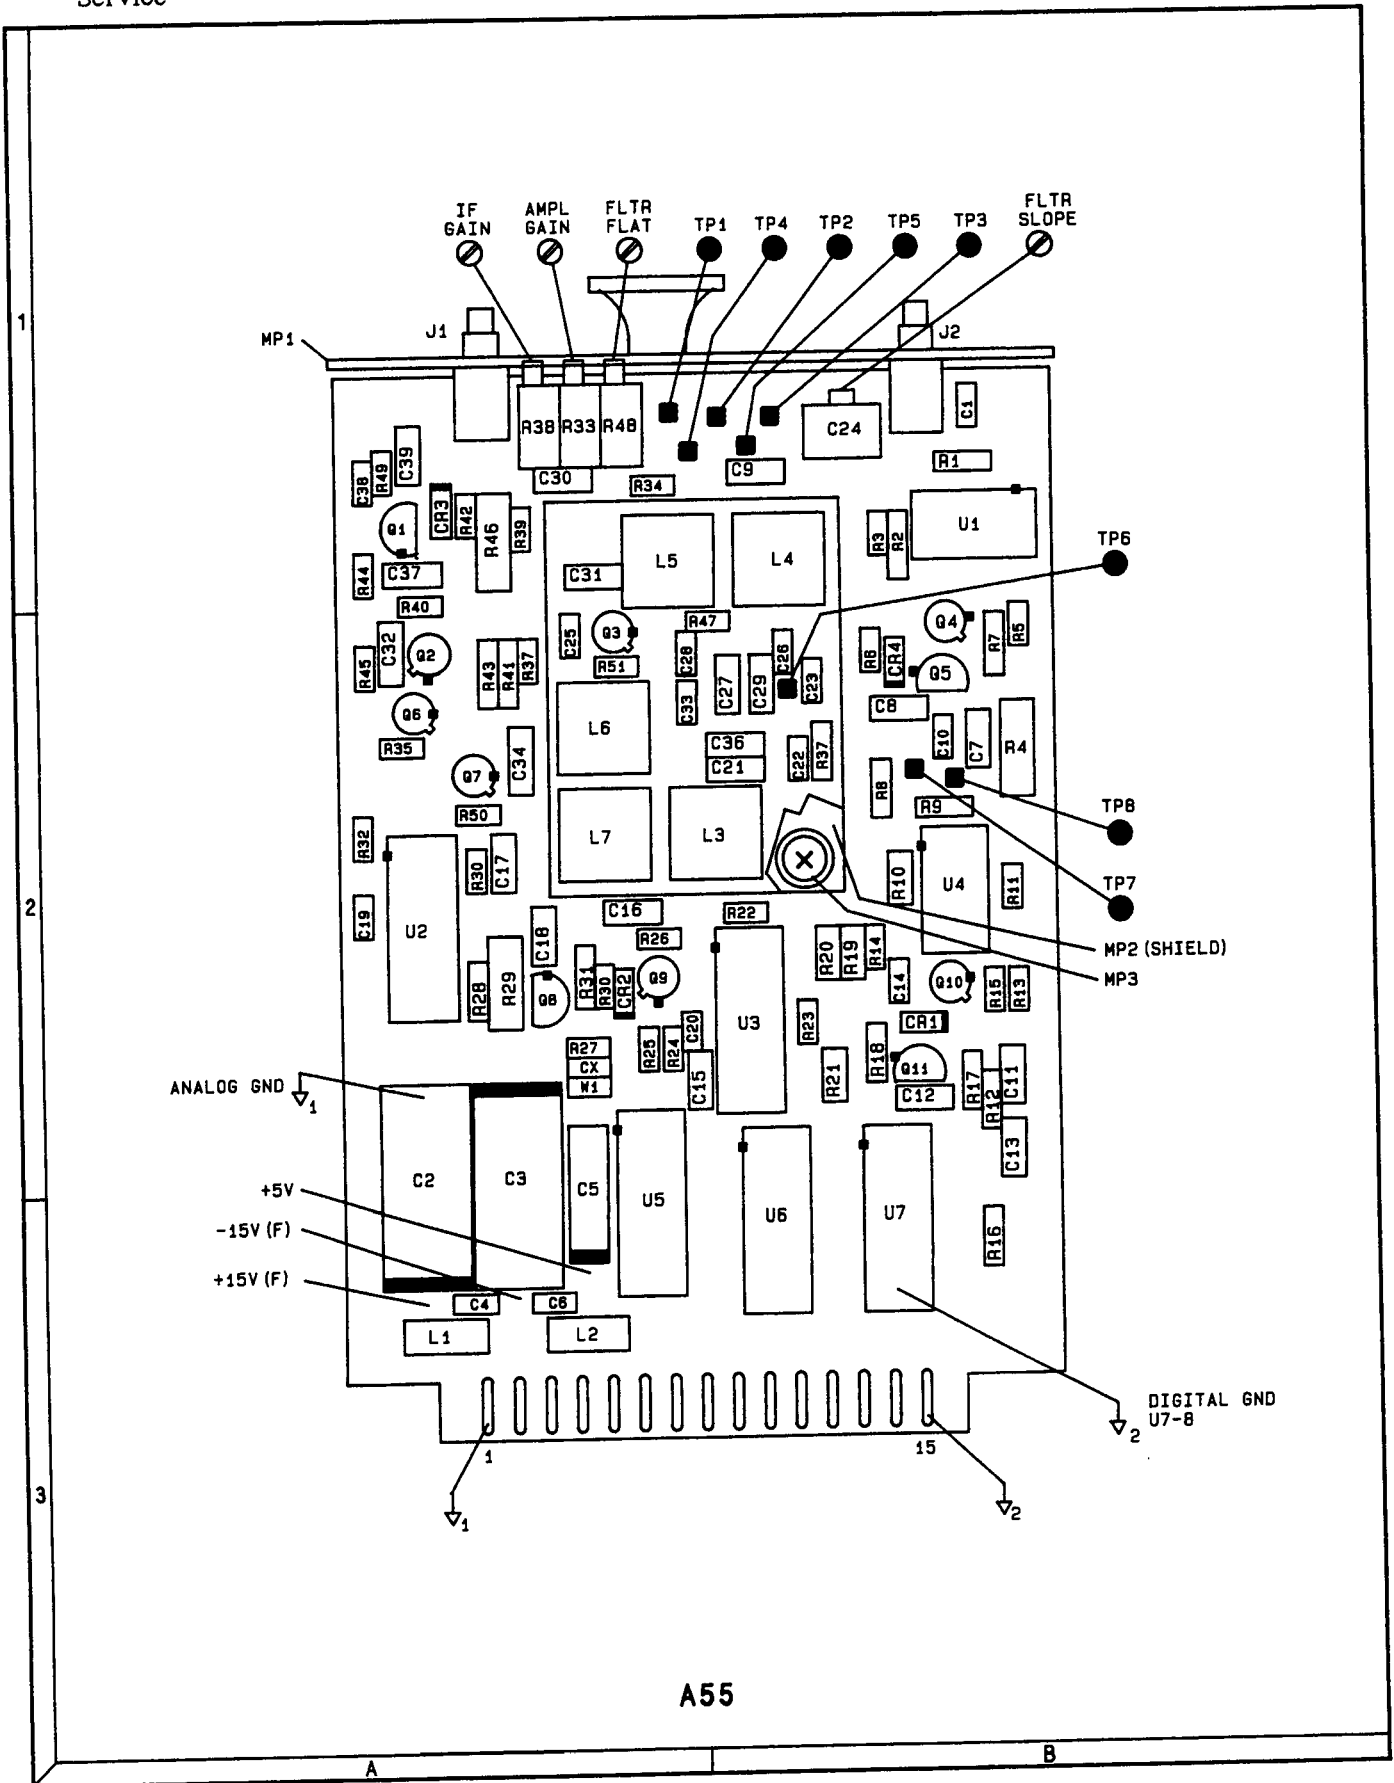 Service
IF GAIN
AMPL GAIN
FLTR FLAT
TP1
TP4
TP2
TP5
TP3
FLTR SLOPE
1
MP1
J1
J2
R38
R33
R48
C24
C1
C39
C38
R49
C30
R34
C9
R1
Q1
CR3
R42
R46
R39
L5
L4
R3
R2
U1
TP6
R44
C37
C31
R40
C25
Q3
R47
Q4
R7
R5
R45
C32
Q2
R43
R41
R37
R51
C28
C26
R6
CR4
Q5
C27
C29
C23
C33
Q6
L6
C8
R35
C34
C36
C21
C22
R37
C10
C7
R4
Q7
R8
R9
TP8
R50
R32
L7
L3
R30
C17
R10
U4
R11
TP7
2
C19
U2
C16
R22
C18
R26
R20
R19
R14
MP2 (SHIELD)
MP3
R28
R29
Q8
R31
R30
CR2
Q9
C14
Q10
R15
R13
U3
R23
CR1
C20
R27
CX
W1
R25
R24
C15
R21
R18
Q11
C12
R17
R12
C11
ANALOG GND
1
C13
C2
C3
C5
U5
U6
U7
R16
+5V
-15V (F)
+15V (F)
C4
C6
L1
L2
DIGITAL GND
U7-8
2
1
15
1
2
3
A55
A
B